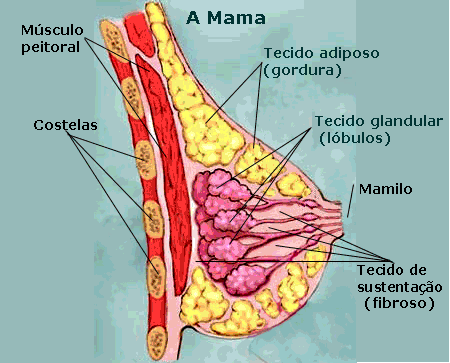 A Mama
Músculo
peitoral
Tecido adiposo
(gordura)
Costelas
Tecido glandular
(lóbulos)
Mamilo
Tecido de
sustentação
(fibroso)